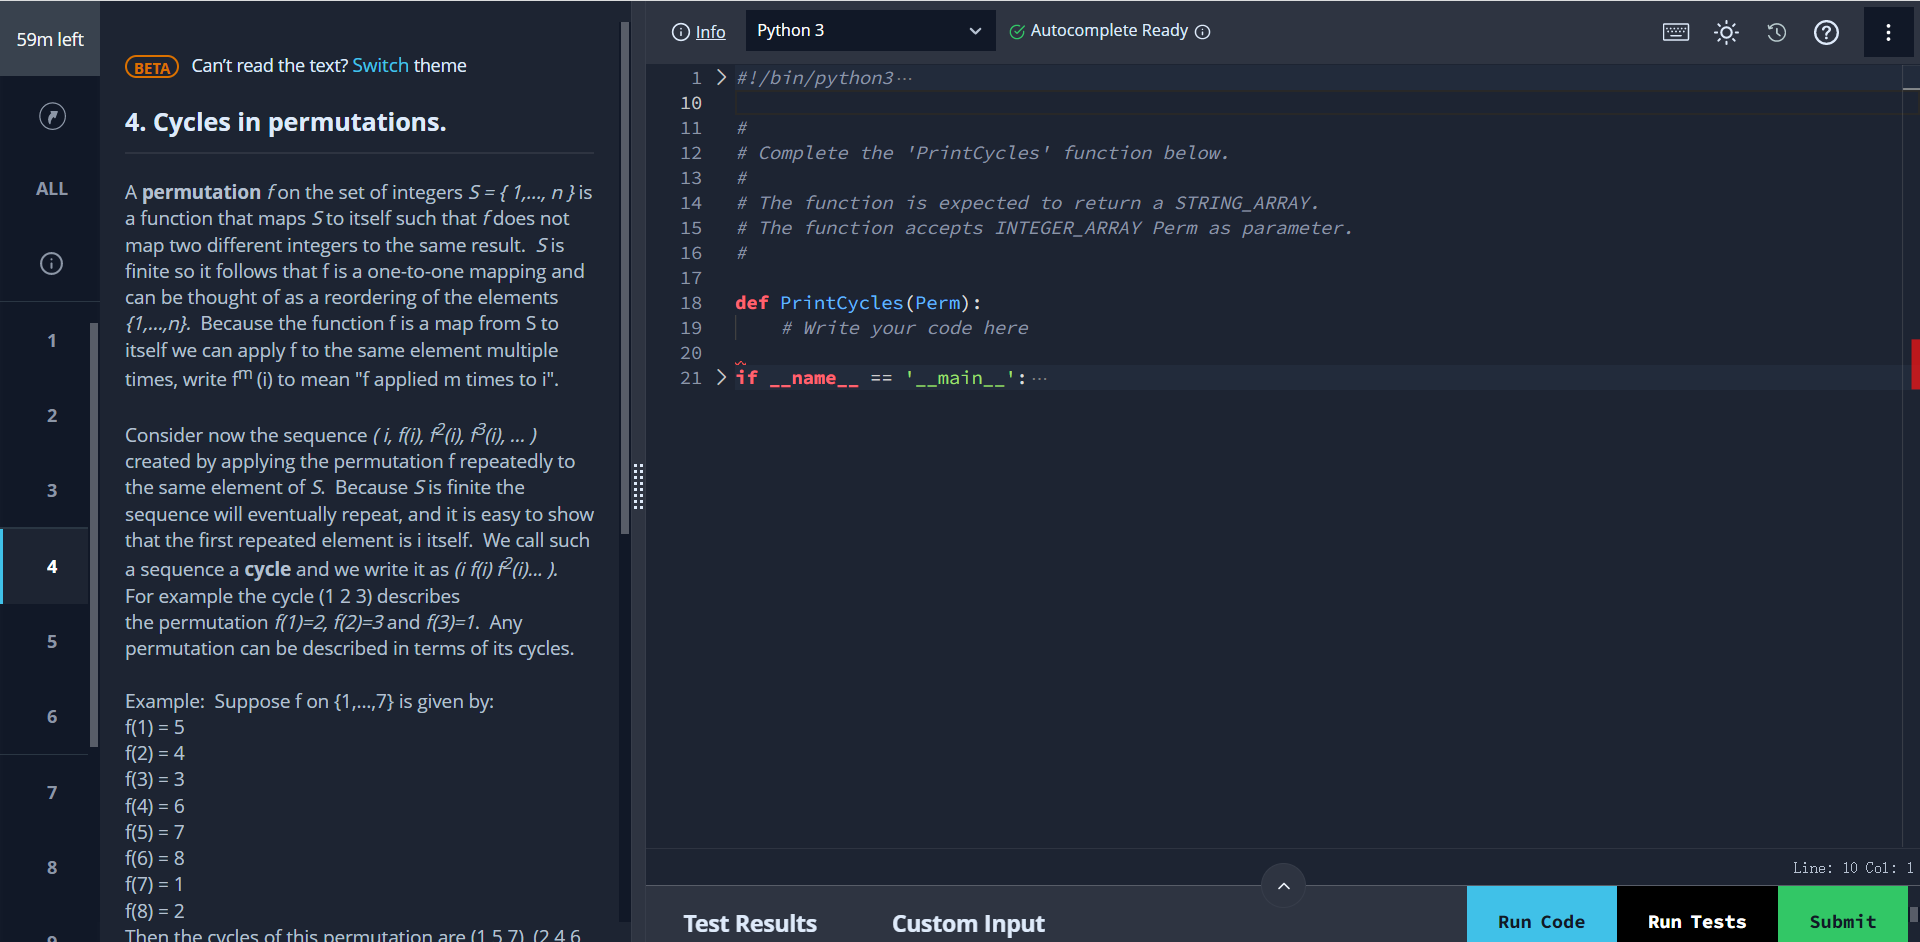 59m left
ALL
1
2
3
4
5
6
7
8
9
BETA Can't read the text? Switch theme
4. Cycles in permutations.
A permutation f on the set of integers S = { 1,..., n } is
a function that maps S to itself such that f does not
map two different integers to the same result.  S is
finite so it follows that f is a one-to-one mapping and
can be thought of as a reordering of the elements
{1,...,n}.  Because the function f is a map from S to
itself we can apply f to the same element multiple
times, write f^m (i) to mean "f applied m times to i".
Consider now the sequence ( i, f(i), f^2(i), f^3(i), ... )
created by applying the permutation f repeatedly to
the same element of S.  Because S is finite the
sequence will eventually repeat, and it is easy to show
that the first repeated element is i itself.  We call such
a sequence a cycle and we write it as (i f(i) f^2(i)... ).
For example the cycle (1 2 3) describes
the permutation f(1)=2, f(2)=3 and f(3)=1.  Any
permutation can be described in terms of its cycles.
Example:  Suppose f on {1,...,7} is given by:
f(1) = 5
f(2) = 4
f(3) = 3
f(4) = 6
f(5) = 7
f(6) = 8
f(7) = 1
f(8) = 2
Then the cycles of this permutation are (1 5 7), (2 4 6
Info
Python 3
Autocomplete Ready
1 #!/bin/python3...
10
11 #
12 # Complete the 'PrintCycles' function below.
13 #
14 # The function is expected to return a STRING_ARRAY.
15 # The function accepts INTEGER_ARRAY Perm as parameter.
16 #
17
18 def PrintCycles(Perm):
19     # Write your code here
20
21 if __name__ == '__main__':...
Line: 10 Col: 1
Test Results
Custom Input
Run Code
Run Tests
Submit